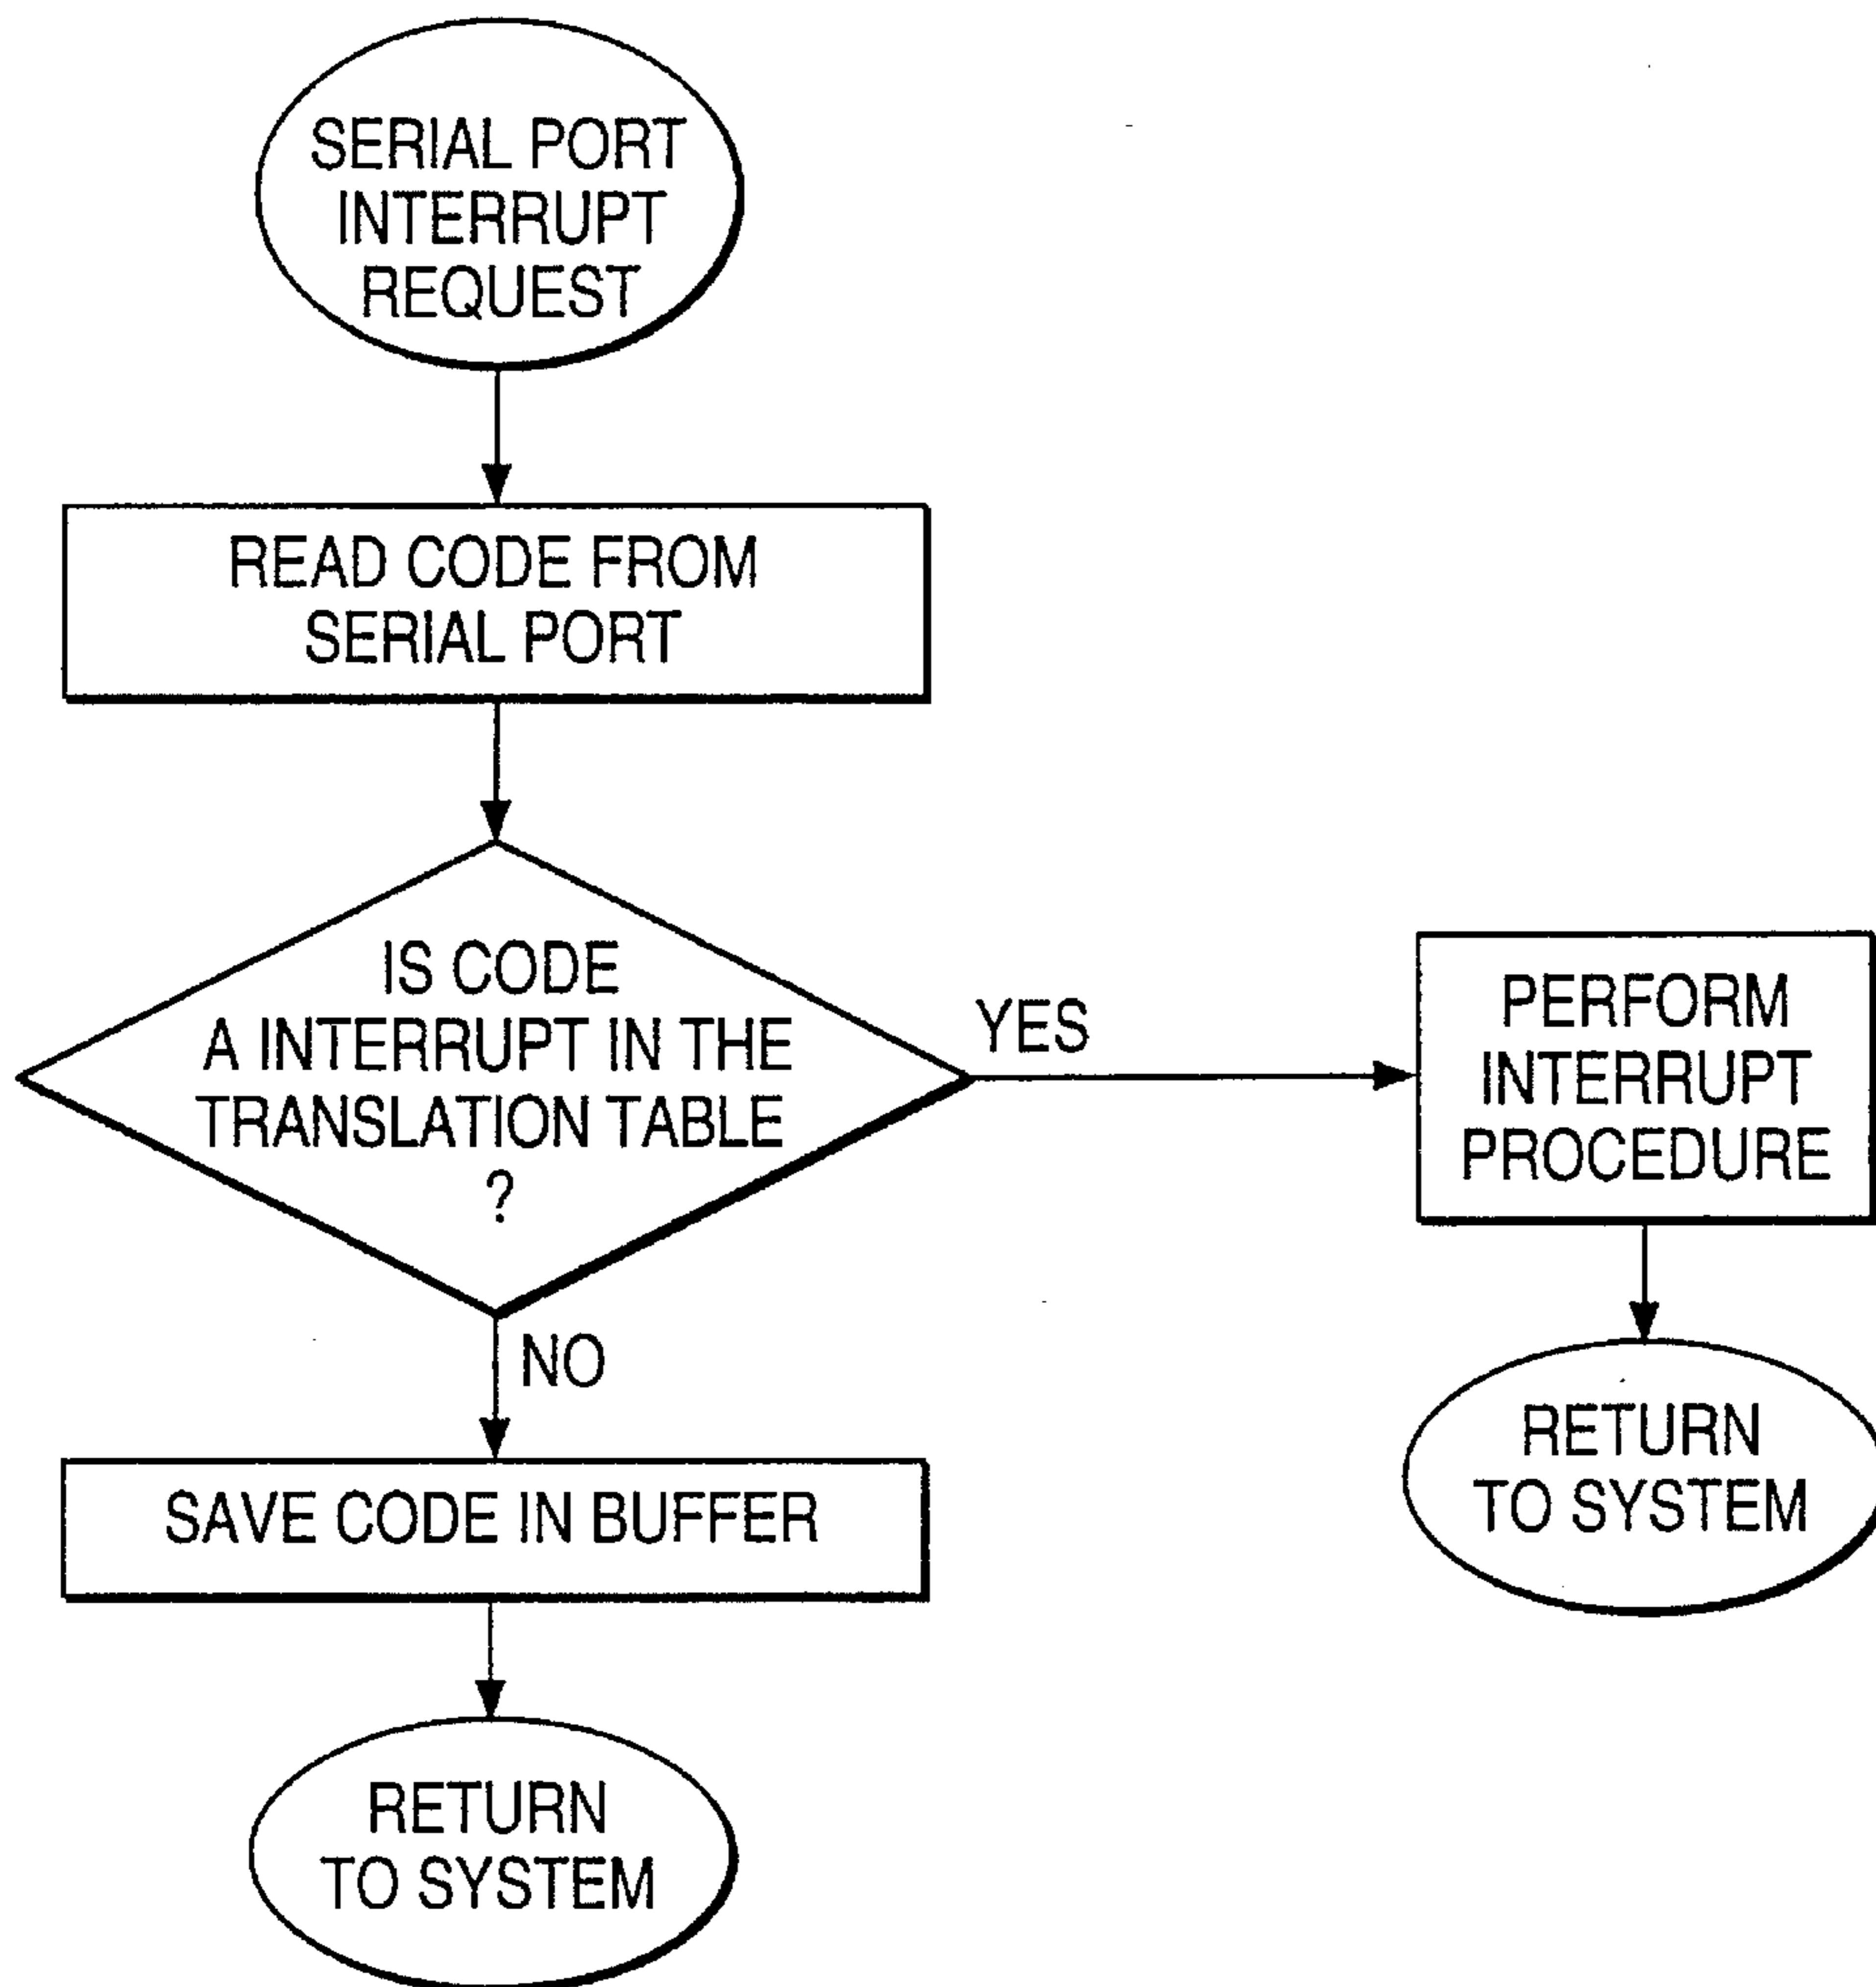 SERIAL PORT
INTERRUPT
REQUEST
READ CODE FROM
SERIAL PORT
IS CODE
A INTERRUPT IN THE
TRANSLATION TABLE
?
YES
PERFORM
INTERRUPT
PROCEDURE
RETURN
TO SYSTEM
NO
SAVE CODE IN BUFFER
RETURN
TO SYSTEM